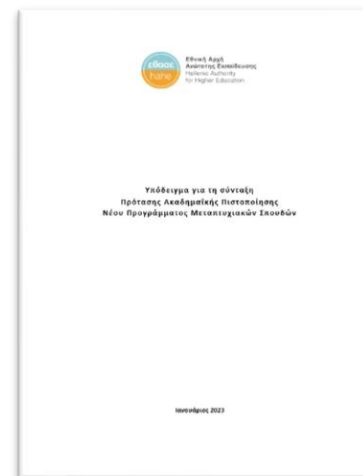 εθααε
hahe
Εθνική Αρχή
Ανώτατης Εκπαίδευσης
Hellenic Authority
for Higher Education
Υπόδειγμα για τη σύνταξη
Πρότασης Ακαδημαϊκής Πιστοποίησης
Νέου Προγράμματος Μεταπτυχιακών Σπουδών
Ιανουάριος 2023